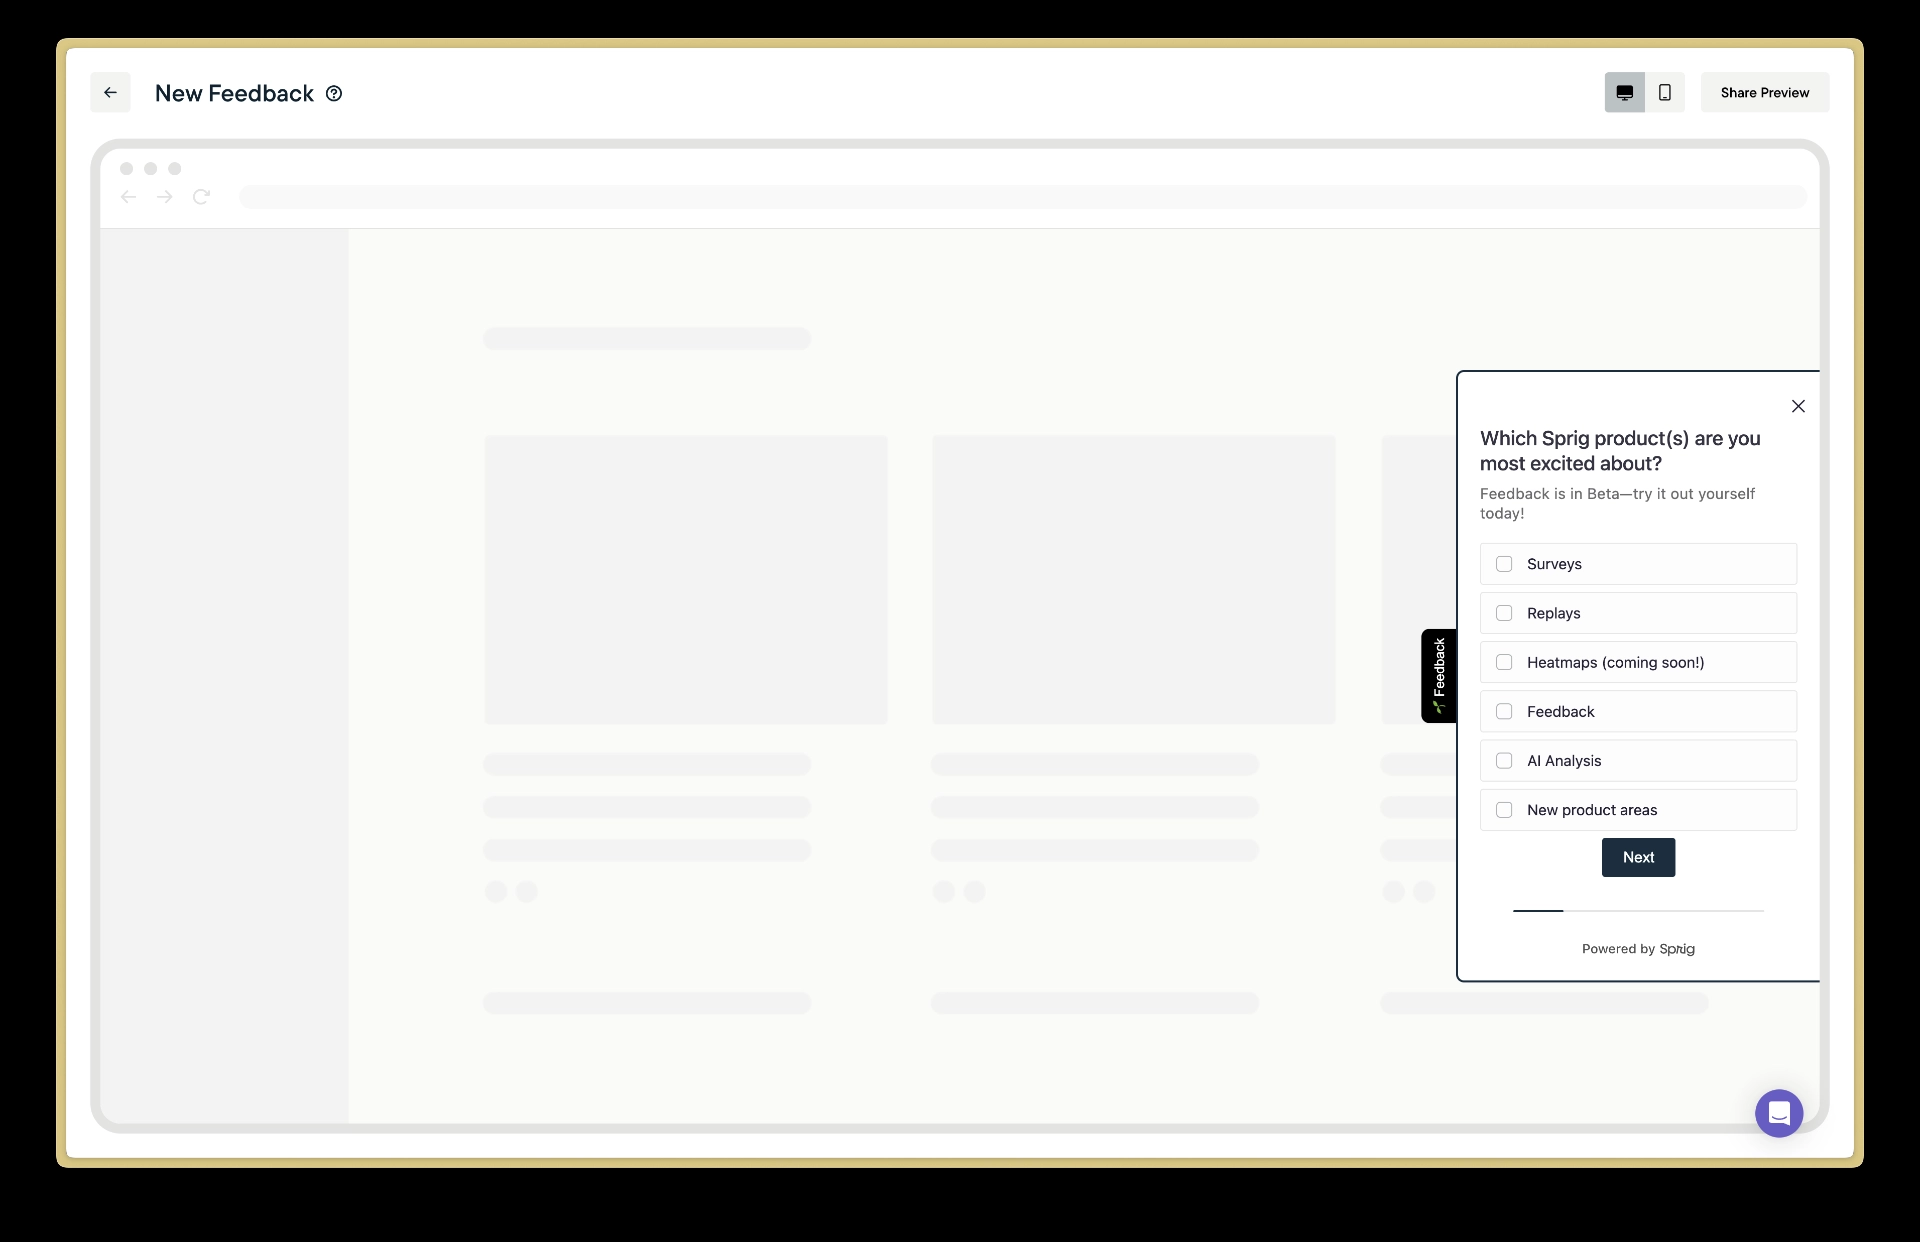 New Feedback
Share Preview
Which Sprig product(s) are you
most excited about?
Feedback is in Beta—try it out yourself
today!
Surveys
Replays
Heatmaps (coming soon!)
Feedback
Feedback
AI Analysis
New product areas
Next
Powered by Sprig